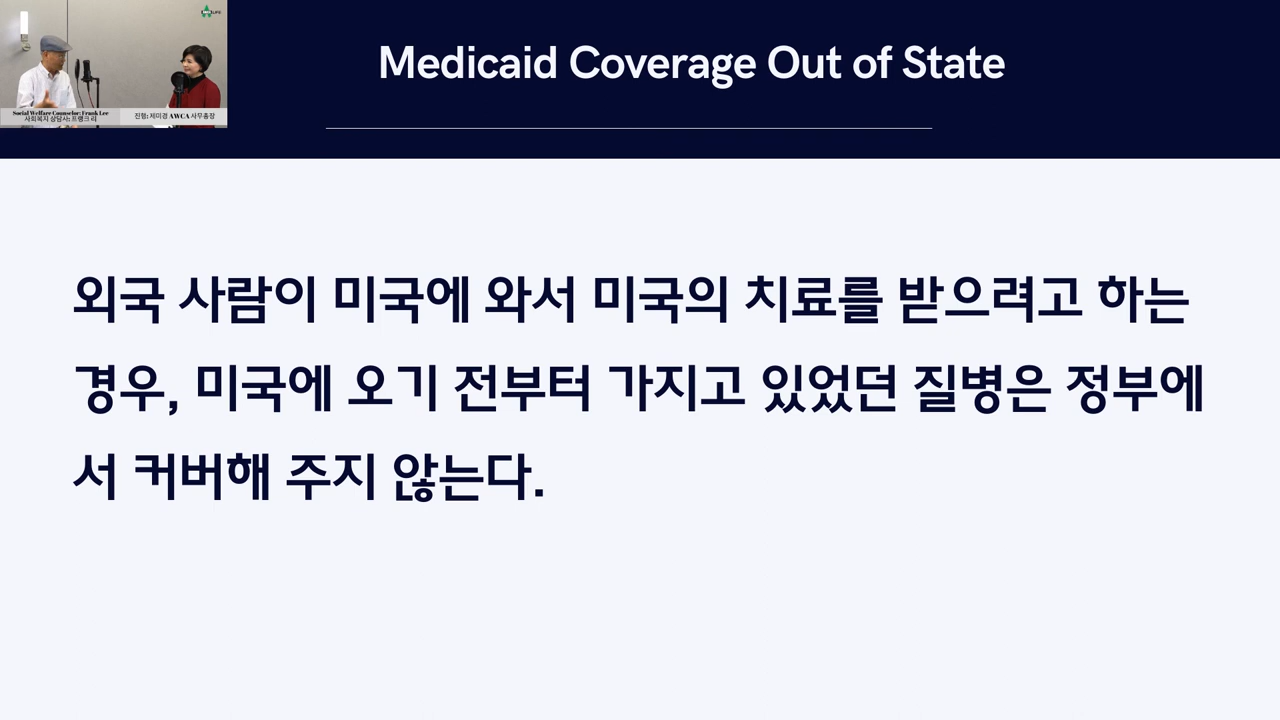 Social Welfare Counselor: Frank Lee
사회복지 상담사: 프랭크 리
진행: 제미경 AWCA 사무총장
Medicaid Coverage Out of State
외국 사람이 미국에 와서 미국의 치료를 받으려고 하는
경우, 미국에 오기 전부터 가지고 있었던 질병은 정부에
서 커버해 주지 않는다.